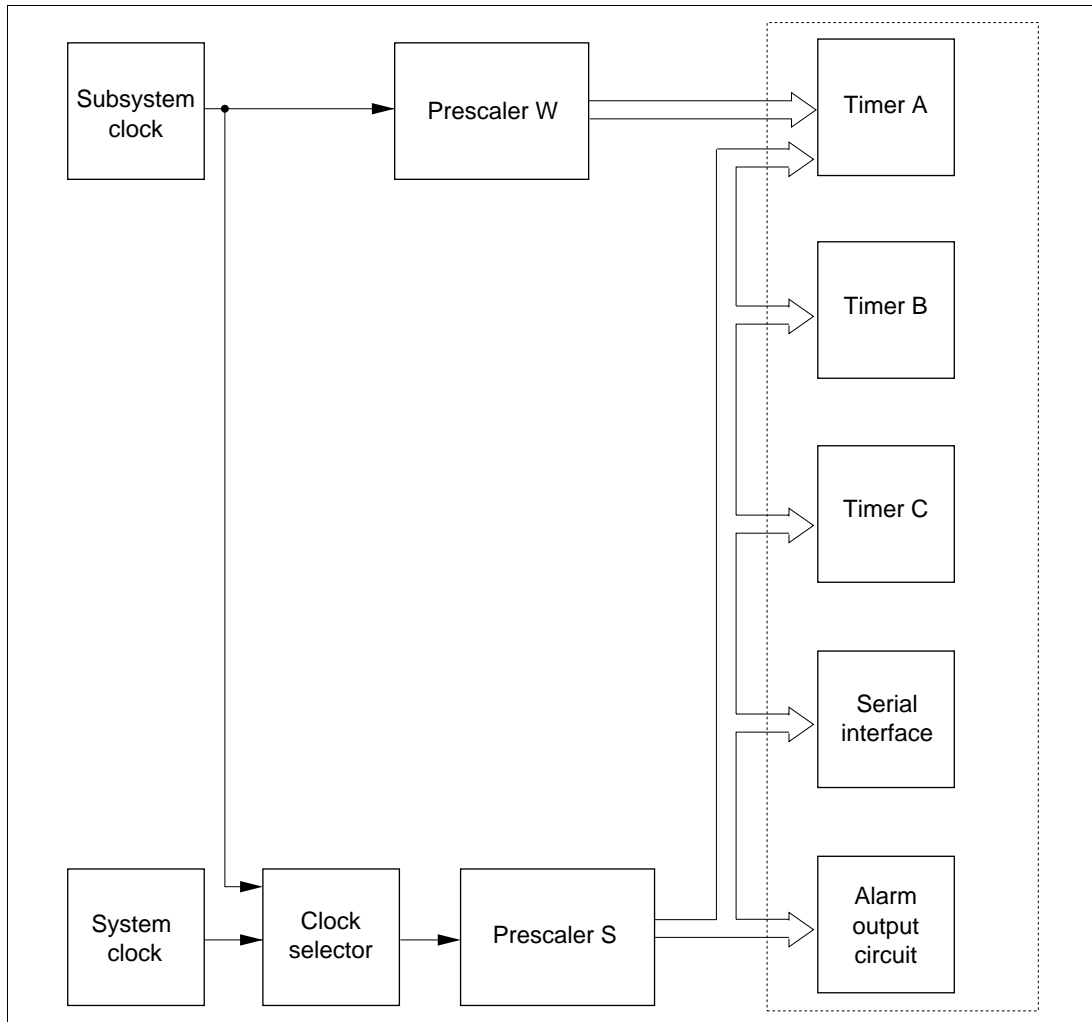 Subsystem
clock
Prescaler W
Timer A
Timer B
Timer C
Serial
interface
System
clock
Clock
selector
Prescaler S
Alarm
output
circuit